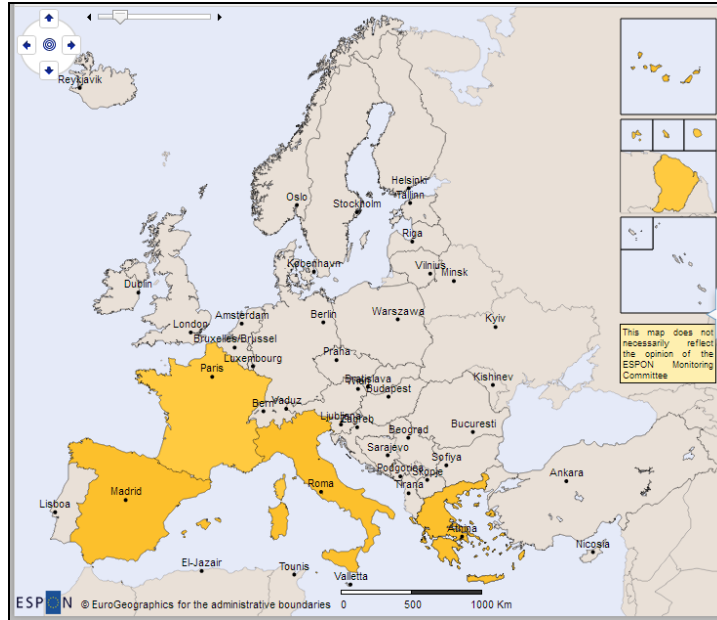 Reykjavik
Helsinki
Tallinn
Oslo
Stockholm
Riga
København
Vilnius
Minsk
Dublin
Amsterdam
Berlin
Warszawa
Kyiv
London
Bruxelles/Brussel
This map does not
necessarily reflect
the opinion of the
ESPON Monitoring
Committee
Luxembourg
Praha
Paris
Wien
Bratislava
Kishinev
Budapest
Bern
Vaduz
Ljubljana
Zagreb
Beograd
Bucuresti
Sarajevo
Sofiya
Podgorica
Skopje
Ankara
Roma
Tirana
Madrid
Lisboa
Athina
Nicosia
El-Jazair
Tounis
Valletta
ESPON © EuroGeographics for the administrative boundaries
0 500 1000 Km